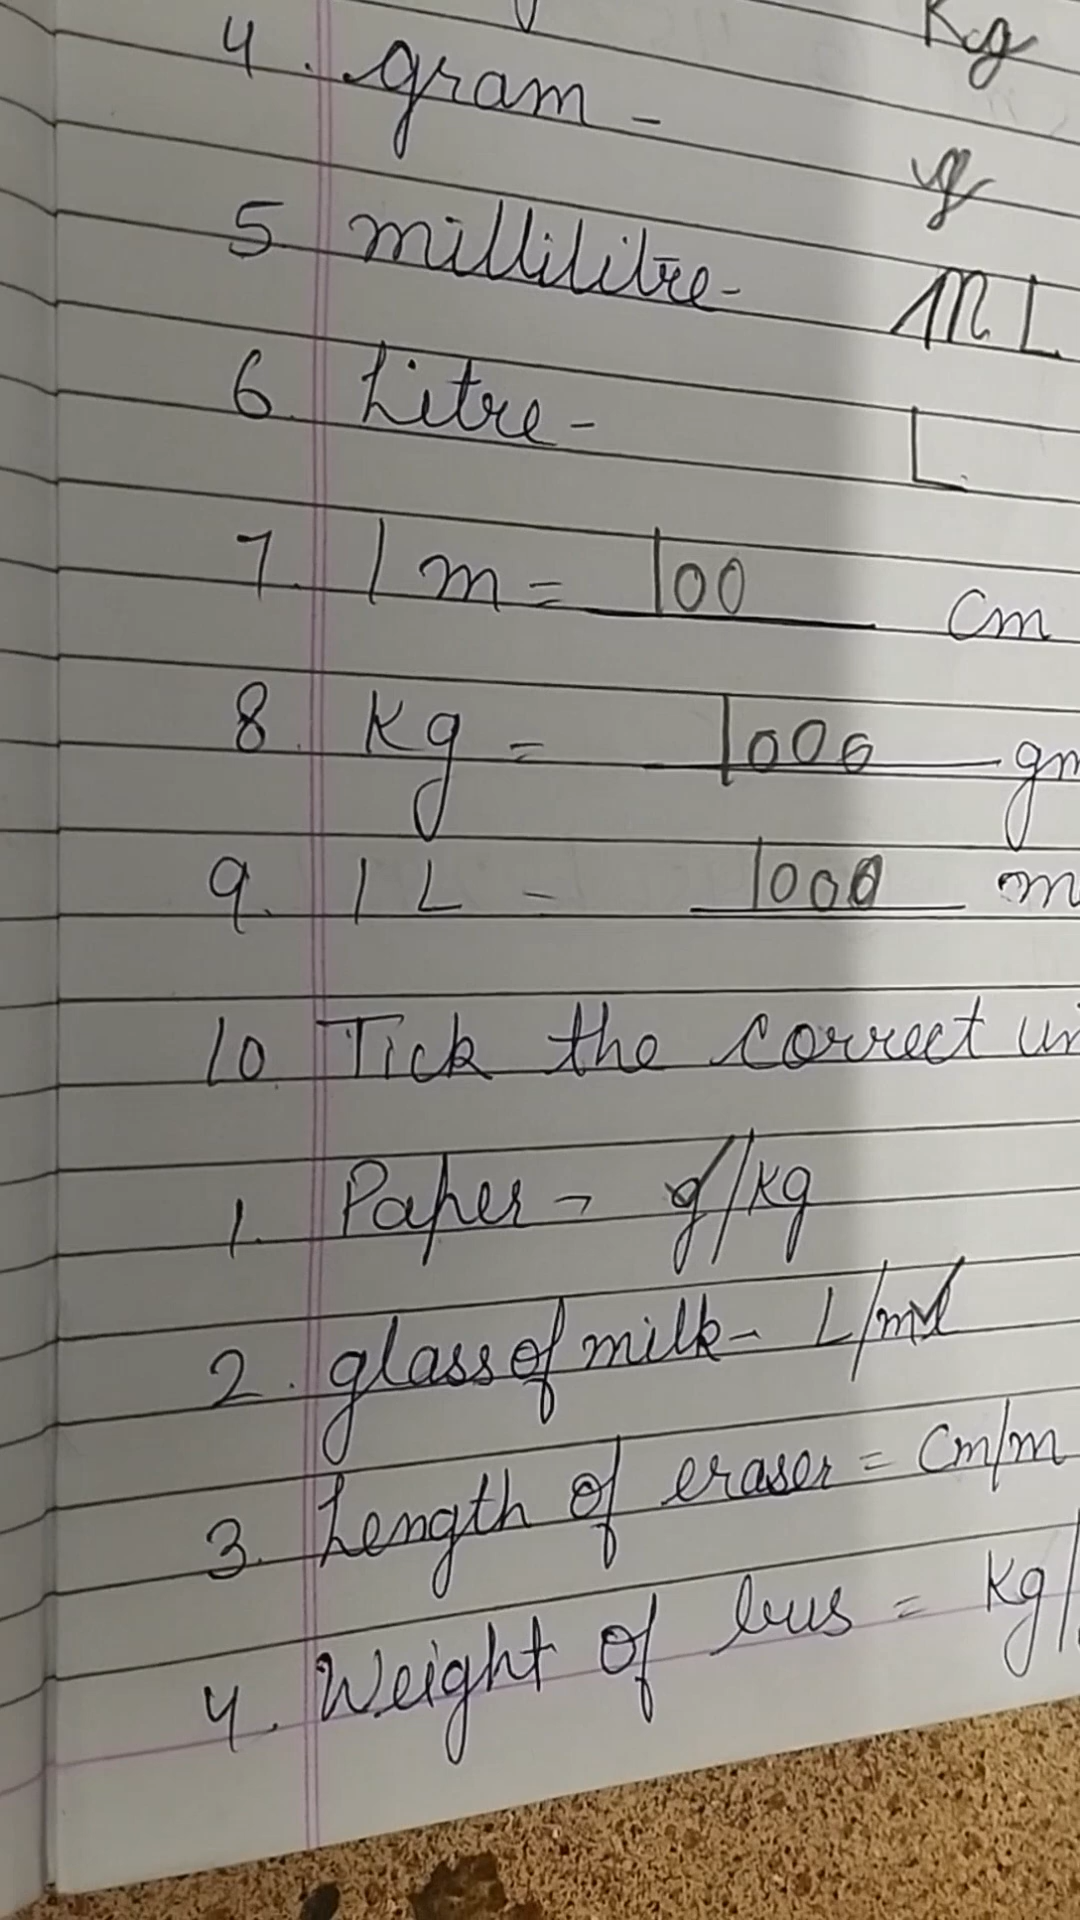 Kg
4. gram - g
5 millilitre - ml
6. Litre - L
7. 1 m = 100 cm
8. Kg = 1000 gm
9. 1 L - 1000 m
10 Tick the correct un
1. Paper - g/kg
2. glass of milk - L/ml
3. Length of eraser = cm/m
4. Weight of bus = kg/